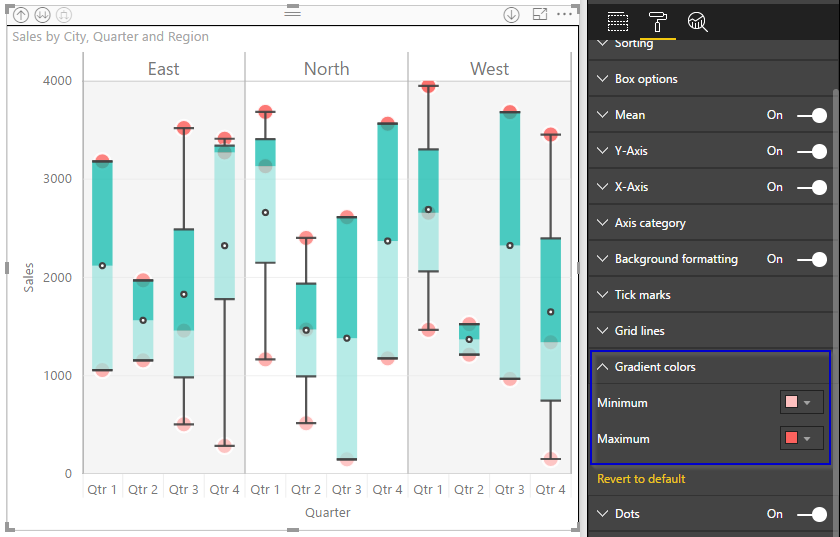 Sales by City, Quarter and Region
East North West
4000
3000
2000
1000
0
Sales
Qtr 1 Qtr 2 Qtr 3 Qtr 4 Qtr 1 Qtr 2 Qtr 3 Qtr 4 Qtr 1 Qtr 2 Qtr 3 Qtr 4
Quarter
Sorting
Box options
Mean On
Y-Axis On
X-Axis On
Axis category
Background formatting On
Tick marks
Grid lines
Gradient colors
Minimum
Maximum
Revert to default
Dots On